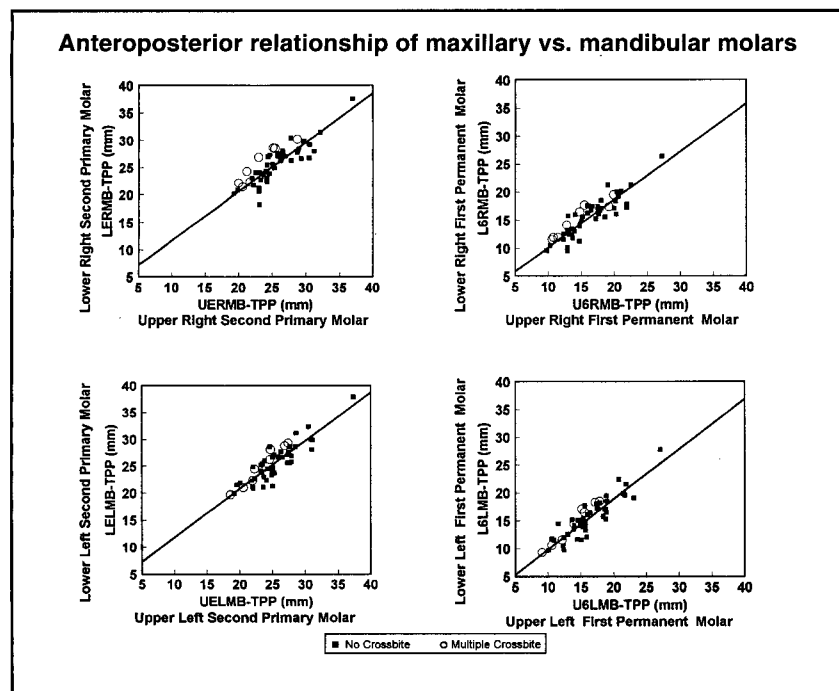 Anteroposterior relationship of maxillary vs. mandibular molars
Lower Right Second Primary Molar
LERMB-TPP (mm)
40
35
30
25
20
15
10
5
5 10 15 20 25 30 35 40
UERMB-TPP (mm)
Upper Right Second Primary Molar
Lower Right First Permanent Molar
L6RMB-TPP (mm)
40
35
30
25
20
15
10
5
5 10 15 20 25 30 35 40
U6RMB-TPP (mm)
Upper Right First Permanent Molar
Lower Left Second Primary Molar
LELMB-TPP (mm)
40
35
30
25
20
15
10
5
5 10 15 20 25 30 35 40
UELMB-TPP (mm)
Upper Left Second Primary Molar
Lower Left First Permanent Molar
L6LMB-TPP (mm)
40
35
30
25
20
15
10
5
5 10 15 20 25 30 35 40
U6LMB-TPP (mm)
Upper Left First Permanent Molar
No Crossbite Multiple Crossbite